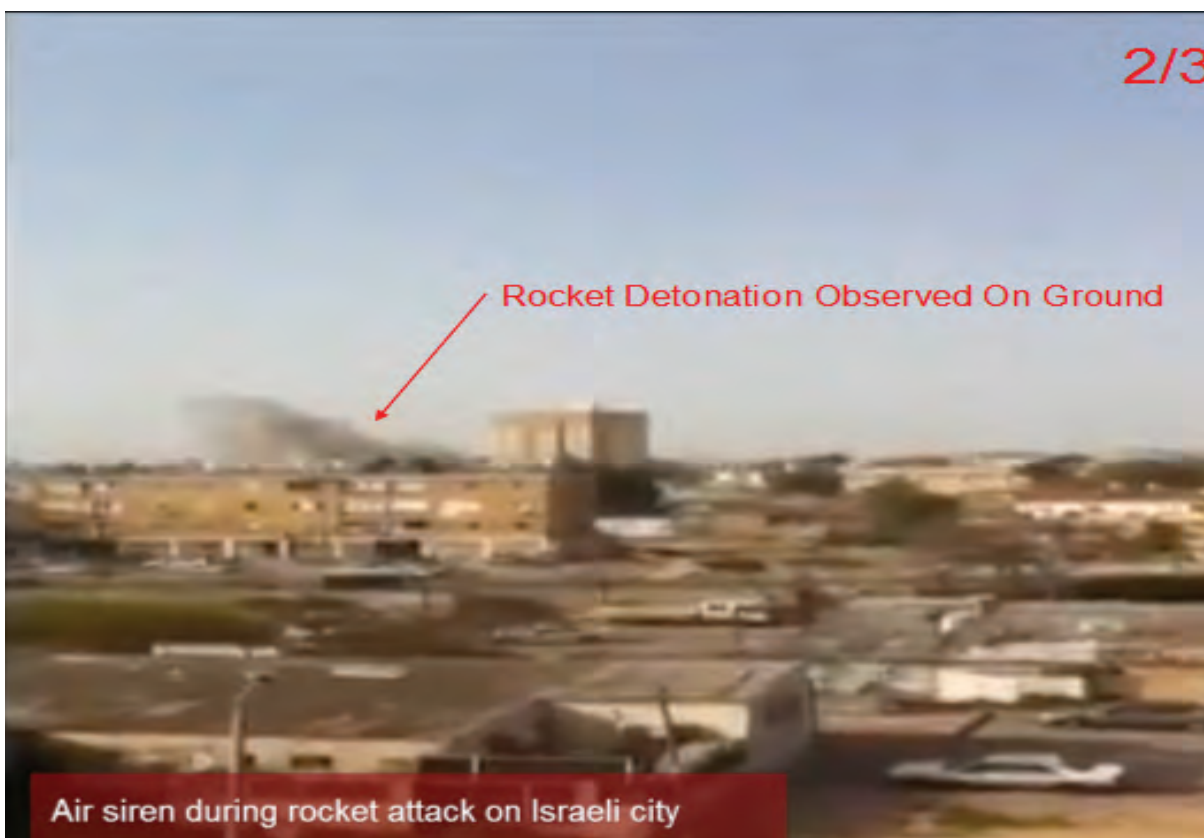 2/3
Rocket Detonation Observed On Ground
Air siren during rocket attack on Israeli city